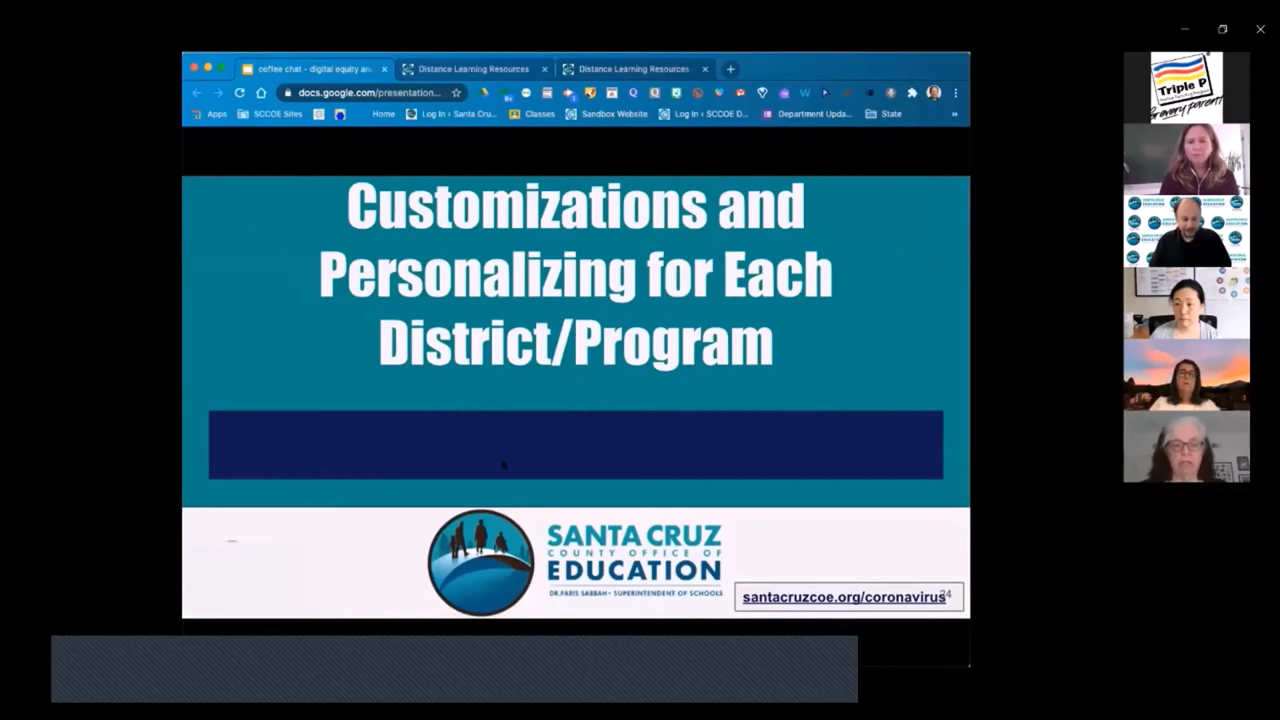 coffee chat - digital equity an
Distance Learning Resources
Distance Learning Resources
docs.google.com/presentation...
Apps
SCCOE Sites
Home
Log In ‹ Santa Cru...
Classes
Sandbox Website
Log In ‹ SCCOE D...
Department Upda...
State
Customizations and
Personalizing for Each
District/Program
SANTA CRUZ
COUNTY OFFICE OF
EDUCATION
DR. FARIS SABBAH • SUPERINTENDENT OF SCHOOLS
santacruzcoe.org/coronavirus
24
Triple P